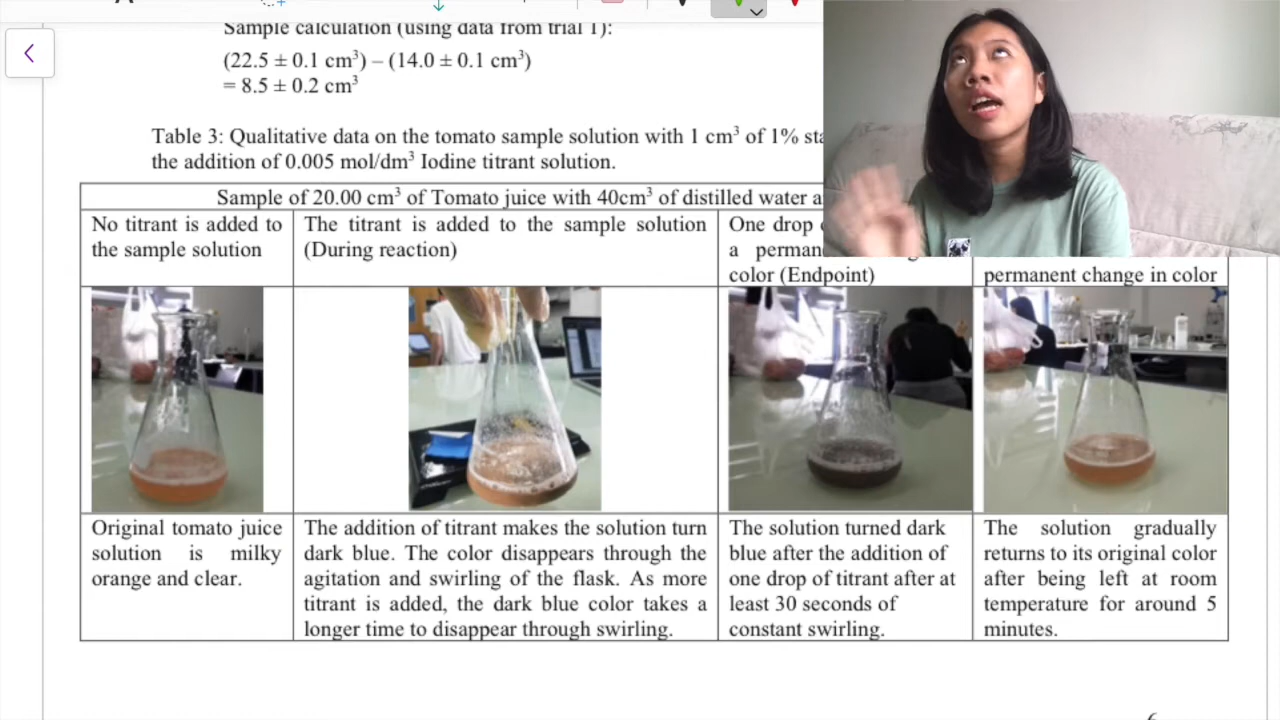 Sample calculation (using data from trial 1):
(22.5 ± 0.1 cm³) – (14.0 ± 0.1 cm³)
= 8.5 ± 0.2 cm³
Table 3: Qualitative data on the tomato sample solution with 1 cm³ of 1%
the addition of 0.005 mol/dm³ Iodine titrant solution.
Sample of 20.00 cm³ of Tomato juice with 40cm³ of distilled water
No titrant is added to
the sample solution
The titrant is added to the sample solution
(During reaction)
One drop
a
color (Endpoint)
permanent change in color
Original tomato juice
solution is milky
orange and clear.
The addition of titrant makes the solution turn
dark blue. The color disappears through the
agitation and swirling of the flask. As more
titrant is added, the dark blue color takes a
longer time to disappear through swirling.
The solution turned dark
blue after the addition of
one drop of titrant after at
least 30 seconds of
constant swirling.
The solution gradually
returns to its original color
after being left at room
temperature for around 5
minutes.